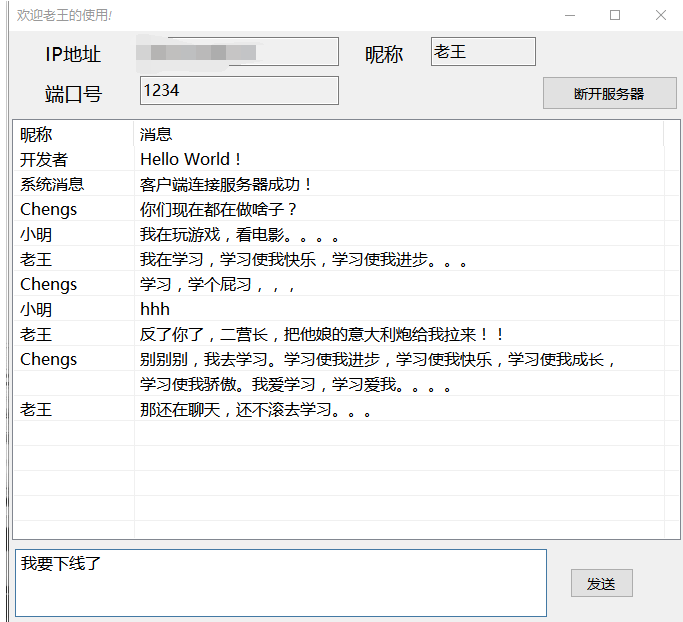 欢迎老王的使用!
IP地址 昵称 老王
端口号 1234 断开服务器
昵称 消息
开发者 Hello World！
系统消息 客户端连接服务器成功！
Chengs 你们现在都在做啥子？
小明 我在玩游戏，看电影。。。。
老王 我在学习，学习使我快乐，学习使我进步。。。
Chengs 学习，学个屁习，，，
小明 hhh
老王 反了你了，二营长，把他娘的意大利炮给我拉来！！
Chengs 别别别，我去学习。学习使我进步，学习使我快乐，学习使我成长，
学习使我骄傲。我爱学习，学习爱我。。。。
老王 那还在聊天，还不滚去学习。。。
我要下线了
发送